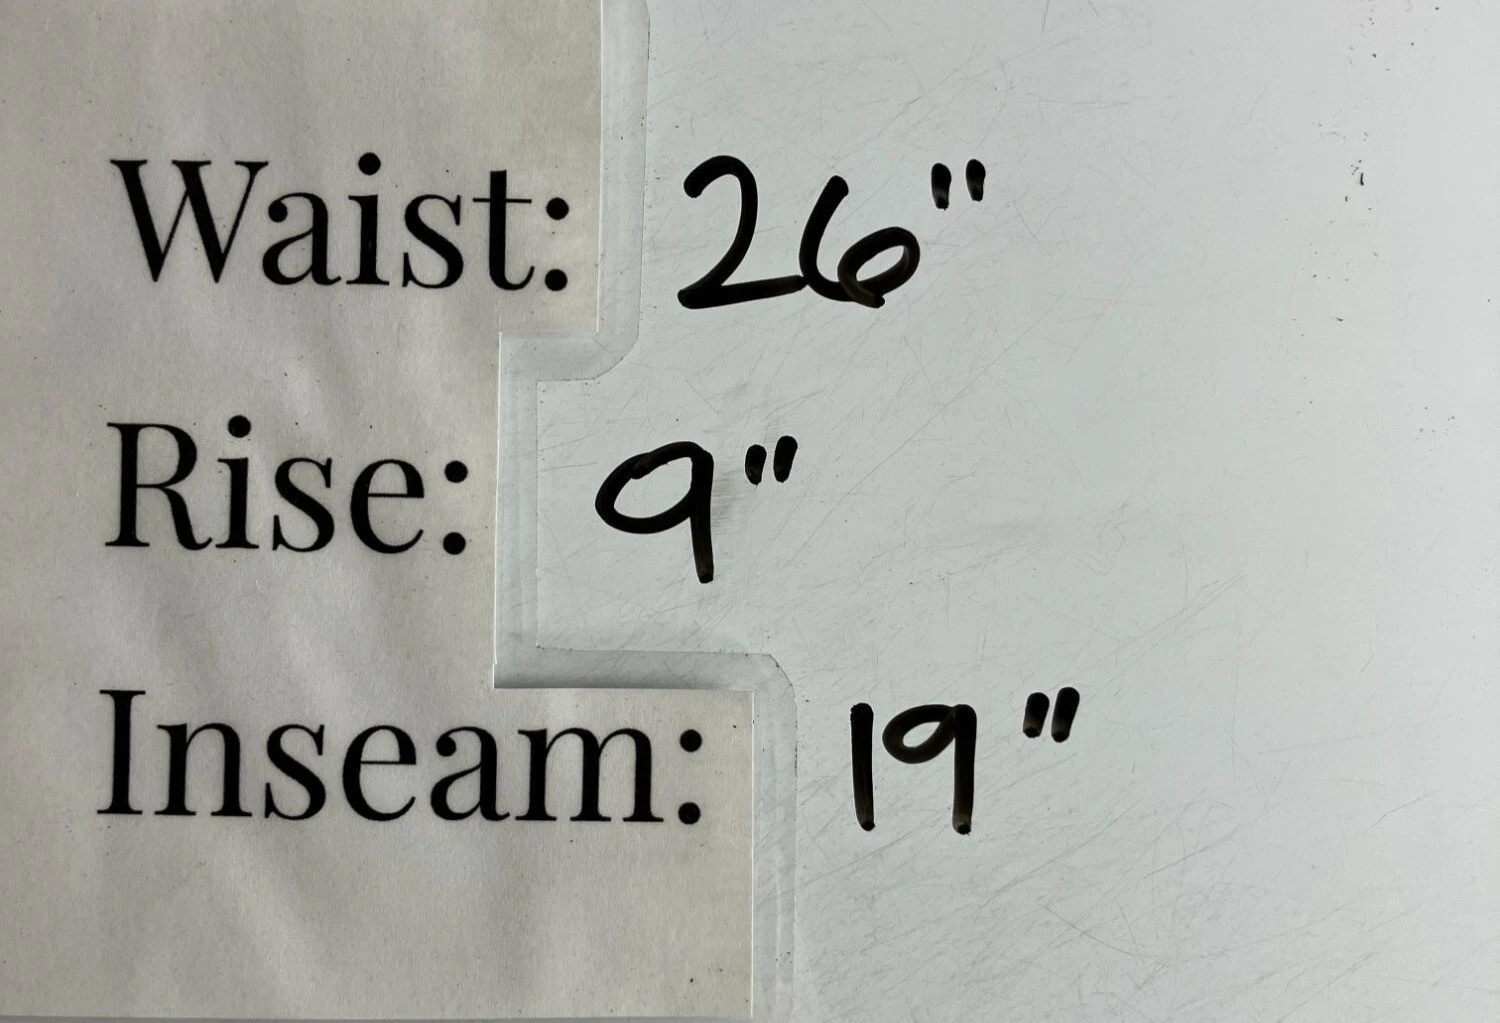 Waist: 26"
Rise: 9"
Inseam: 19"